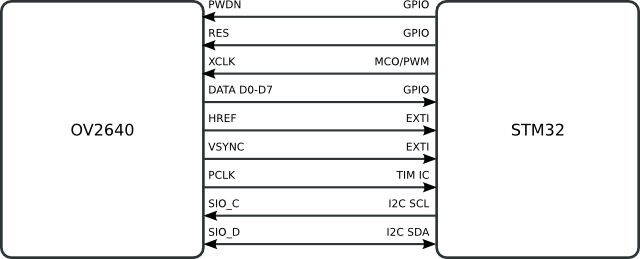 PWDN GPIO
RES GPIO
XCLK MCO/PWM
DATA D0-D7 GPIO
HREF EXTI
OV2640 STM32
VSYNC EXTI
PCLK TIM IC
SIO_C I2C SCL
SIO_D I2C SDA